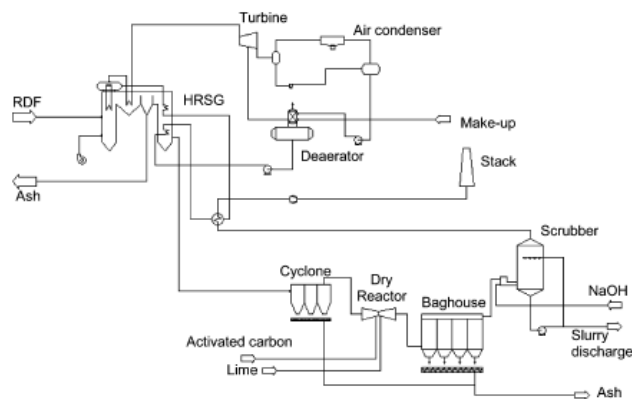 Turbine
Air condenser
RDF
HRSG
Make-up
Deaerator
Stack
Ash
Scrubber
Cyclone
Dry
Reactor
Baghouse
NaOH
Slurry
discharge
Activated carbon
Lime
Ash